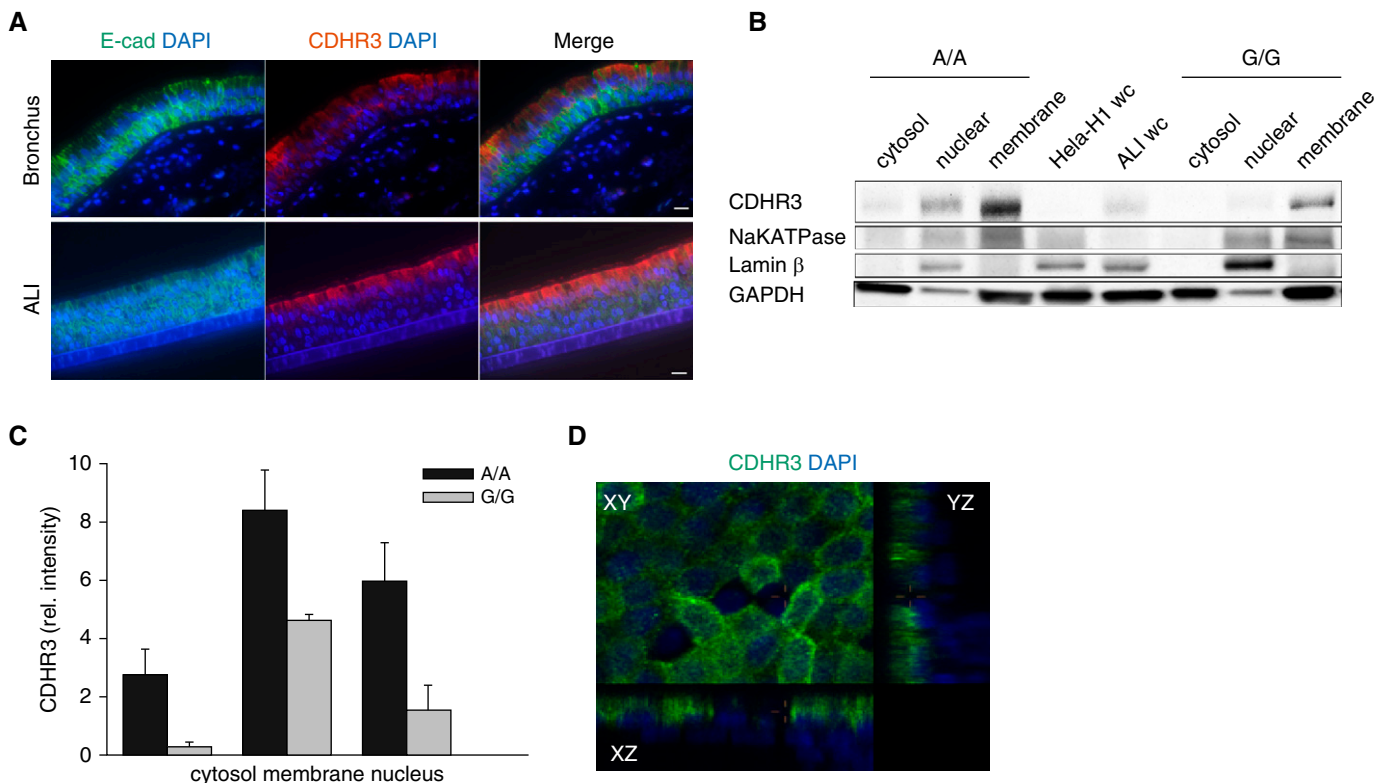 A
E-cad DAPI
CDHR3 DAPI
Merge
Bronchus
ALI
B
A/A
G/G
cytosol
nuclear
membrane
Hela-H1 wc
ALI wc
cytosol
nuclear
membrane
CDHR3
NaKATPase
Lamin β
GAPDH
C
CDHR3 (rel. intensity)
10
8
6
4
2
0
A/A
G/G
cytosol membrane nucleus
D
CDHR3 DAPI
XY
YZ
XZ